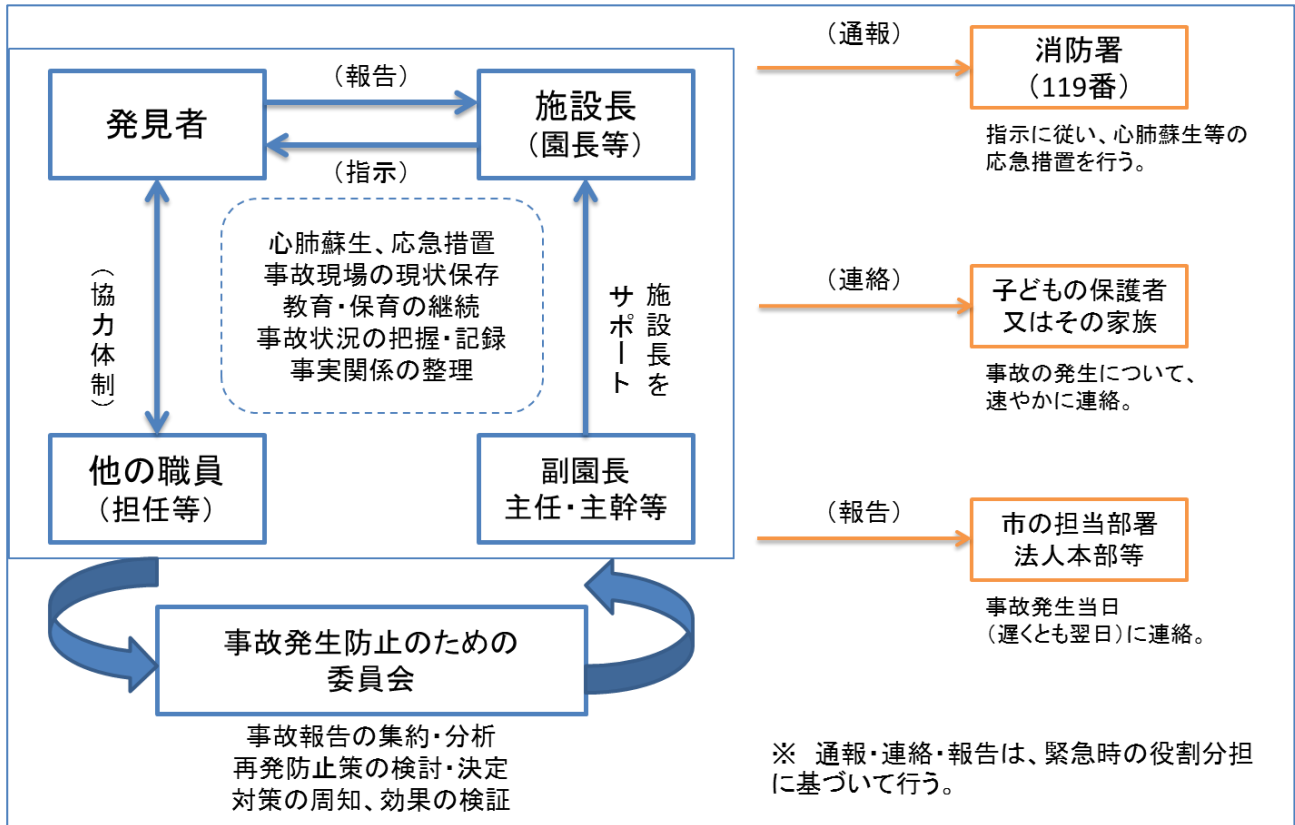 (報告)
発見者
施設長
(園長等)
(指示)
心肺蘇生、応急措置
事故現場の現状保存
教育・保育の継続
事故状況の把握・記録
事実関係の整理
(協力体制)
施設長を
サポート
他の職員
(担任等)
副園長
主任・主幹等
事故発生防止のための
委員会
事故報告の集約・分析
再発防止策の検討・決定
対策の周知、効果の検証
(通報)
消防署
(119番)
指示に従い、心肺蘇生等の
応急措置を行う。
(連絡)
子どもの保護者
又はその家族
事故の発生について、
速やかに連絡。
(報告)
市の担当部署
法人本部等
事故発生当日
(遅くとも翌日)に連絡。
※ 通報・連絡・報告は、緊急時の役割分担
に基づいて行う。